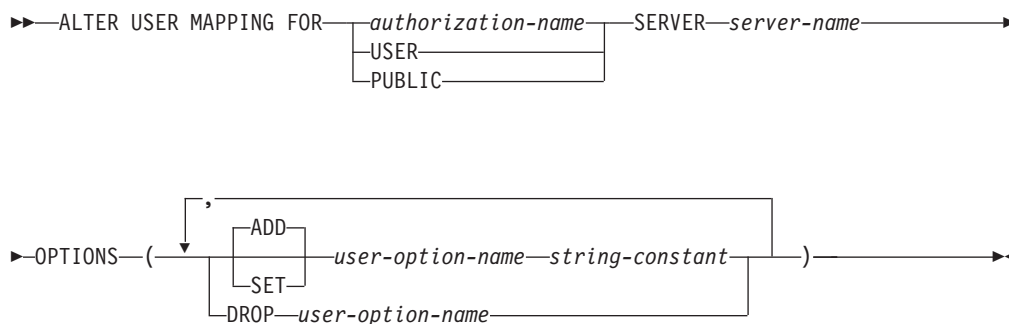 ALTER USER MAPPING FOR authorization-name SERVER server-name
USER
PUBLIC
,
ADD
OPTIONS ( user-option-name string-constant )
SET
DROP user-option-name